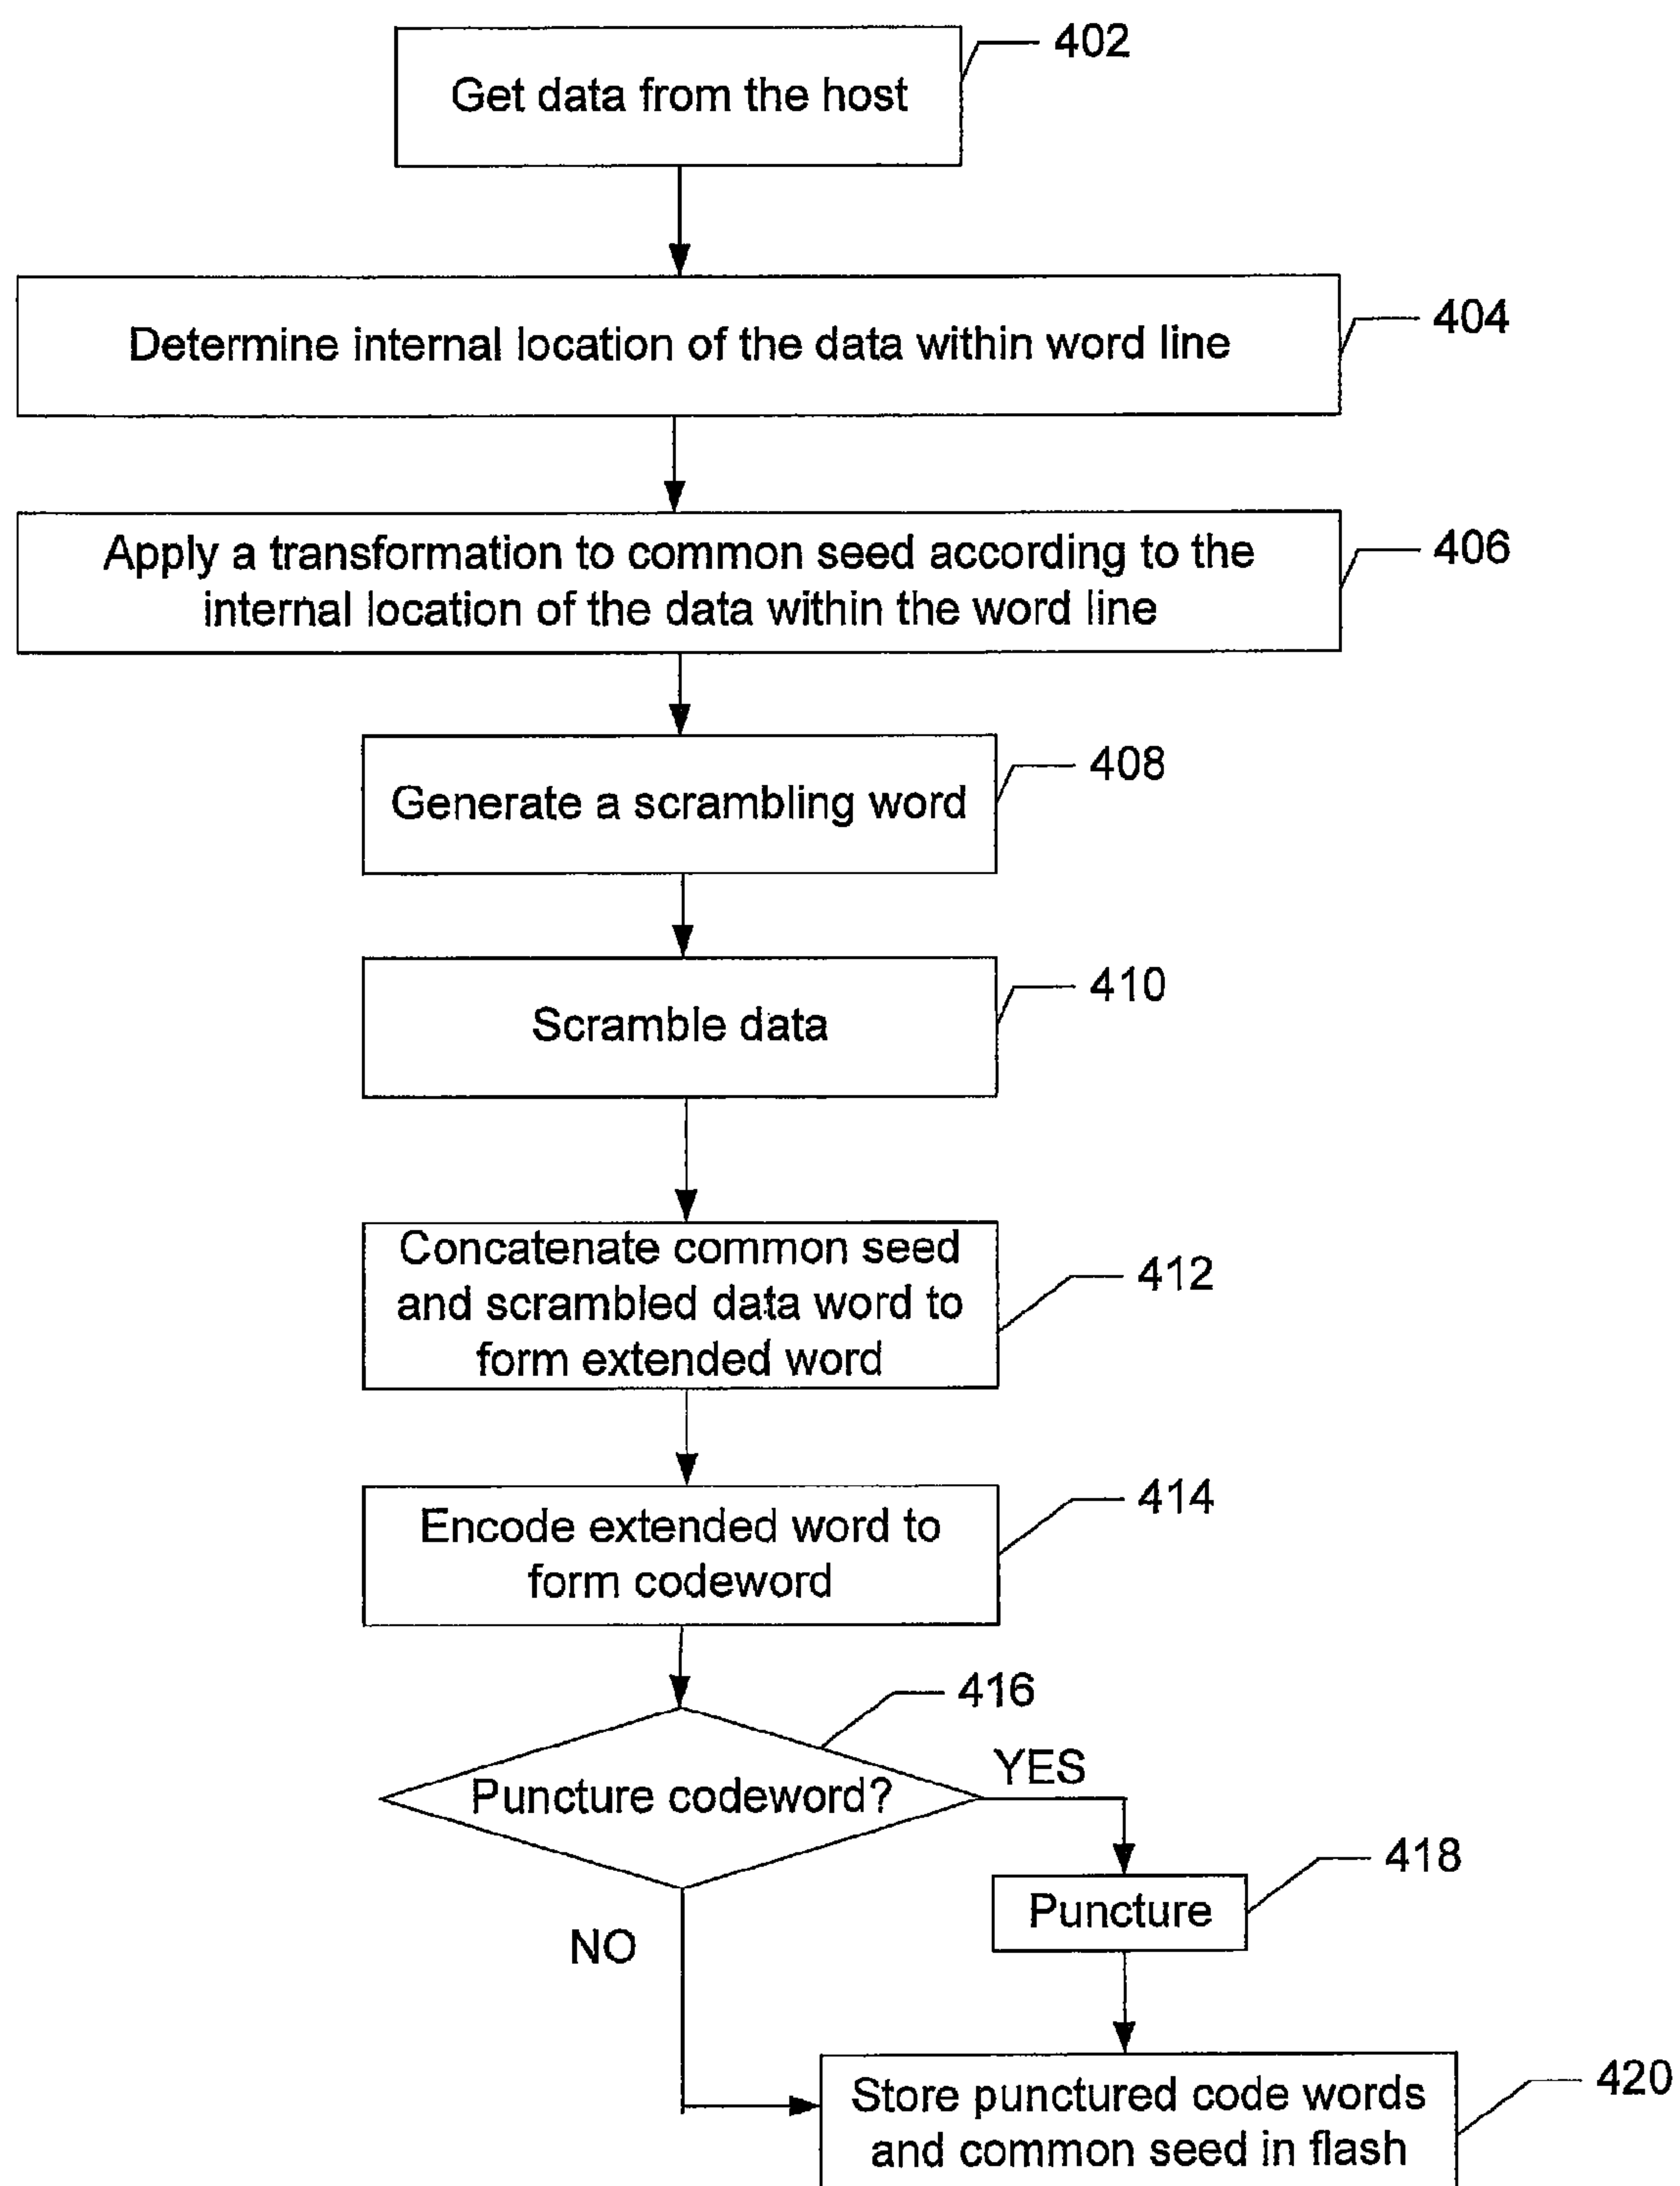 402
Get data from the host
404
Determine internal location of the data within word line
406
Apply a transformation to common seed according to the
internal location of the data within the word line
408
Generate a scrambling word
410
Scramble data
412
Concatenate common seed
and scrambled data word to
form extended word
414
Encode extended word to
form codeword
416
Puncture codeword?
YES
418
Puncture
NO
420
Store punctured code words
and common seed in flash